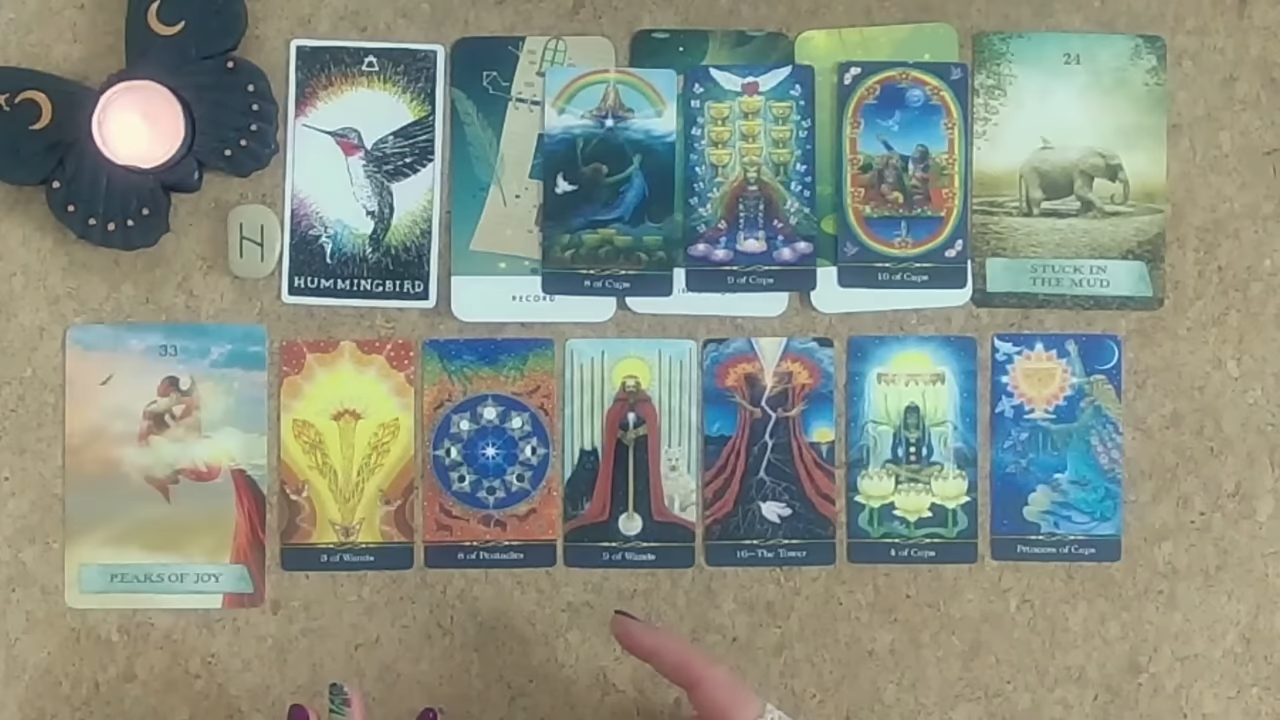 HUMMINGBIRD
RECORD
8 of Cups
9 of Cups
10 of Cups
24
STUCK IN
THE MUD
33
PEAKS OF JOY
3 of Wands
8 of Pentacles
9 of Wands
16—The Tower
4 of Cups
Princess of Cups